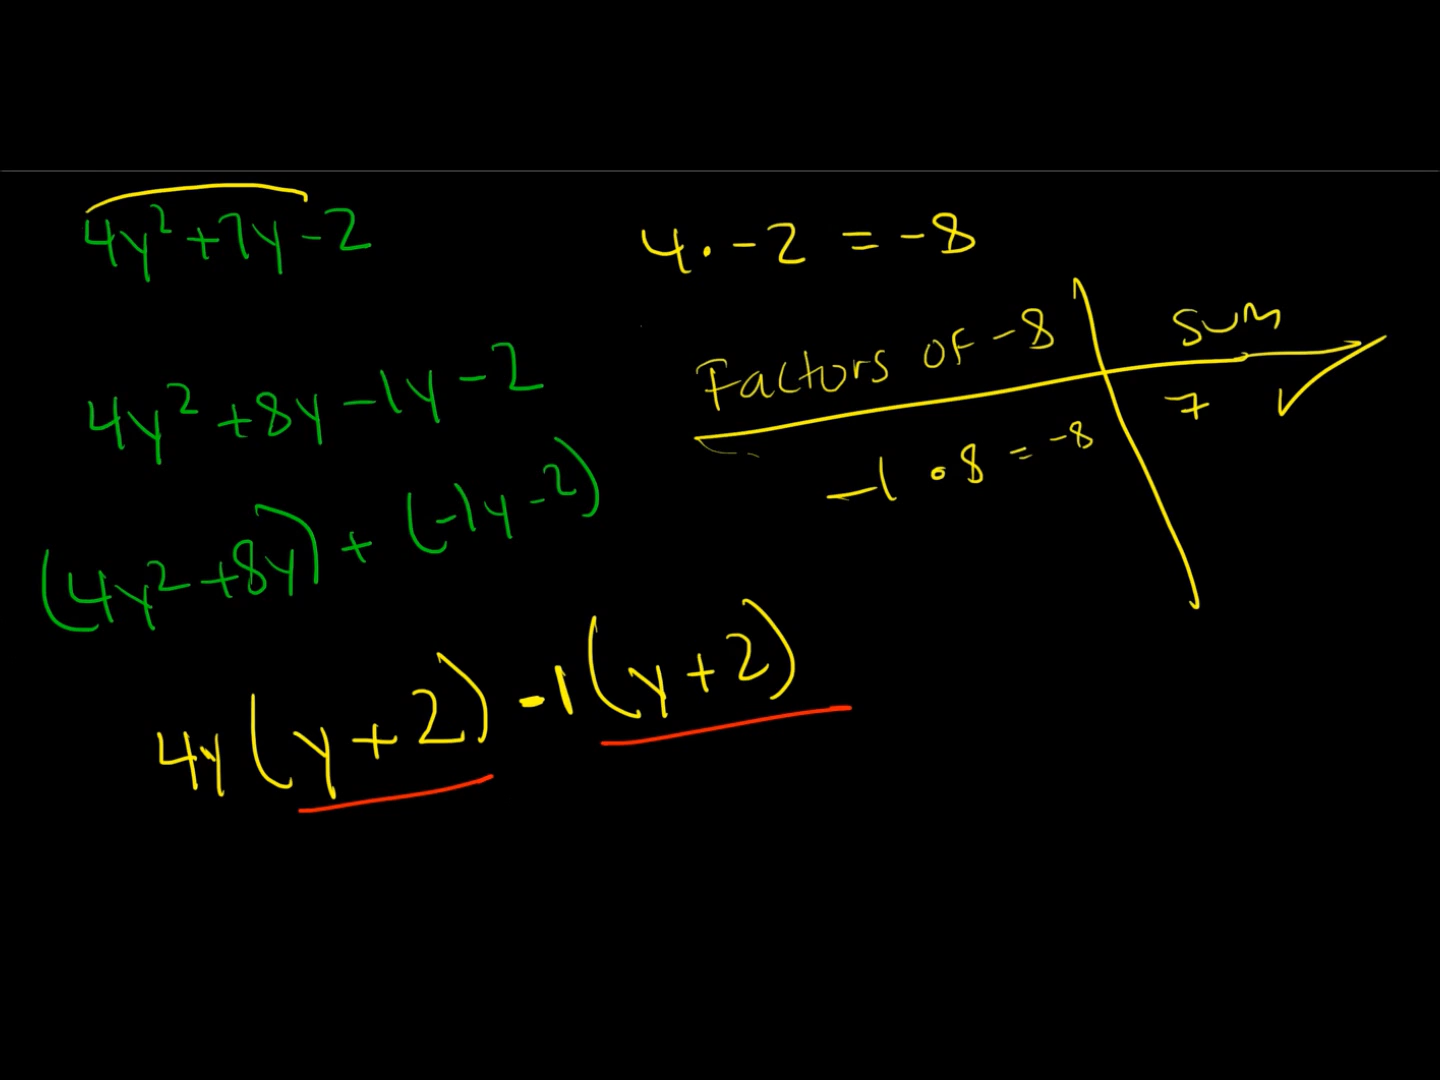 4y²+7y-2
4y²+8y-1y-2
(4y²+8y)+(-1y-2)
4y(y+2)-1(y+2)
4·-2=-8
Factors of -8 sum
-1·8=-8 7 ✓